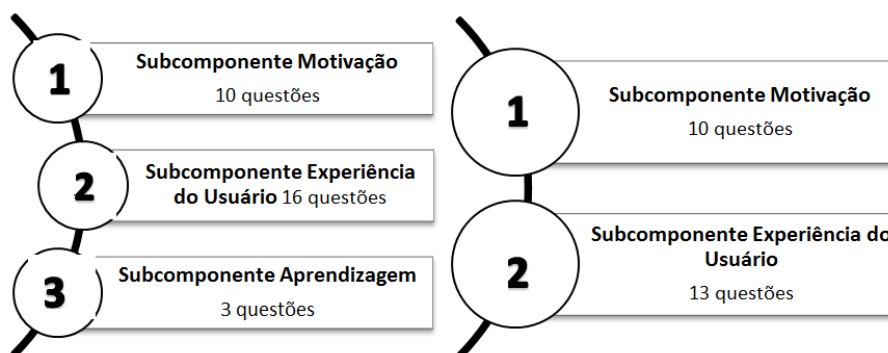 1
Subcomponente Motivação
10 questões
2
Subcomponente Experiência
do Usuário 16 questões
3
Subcomponente Aprendizagem
3 questões
1
Subcomponente Motivação
10 questões
2
Subcomponente Experiência do
Usuário
13 questões